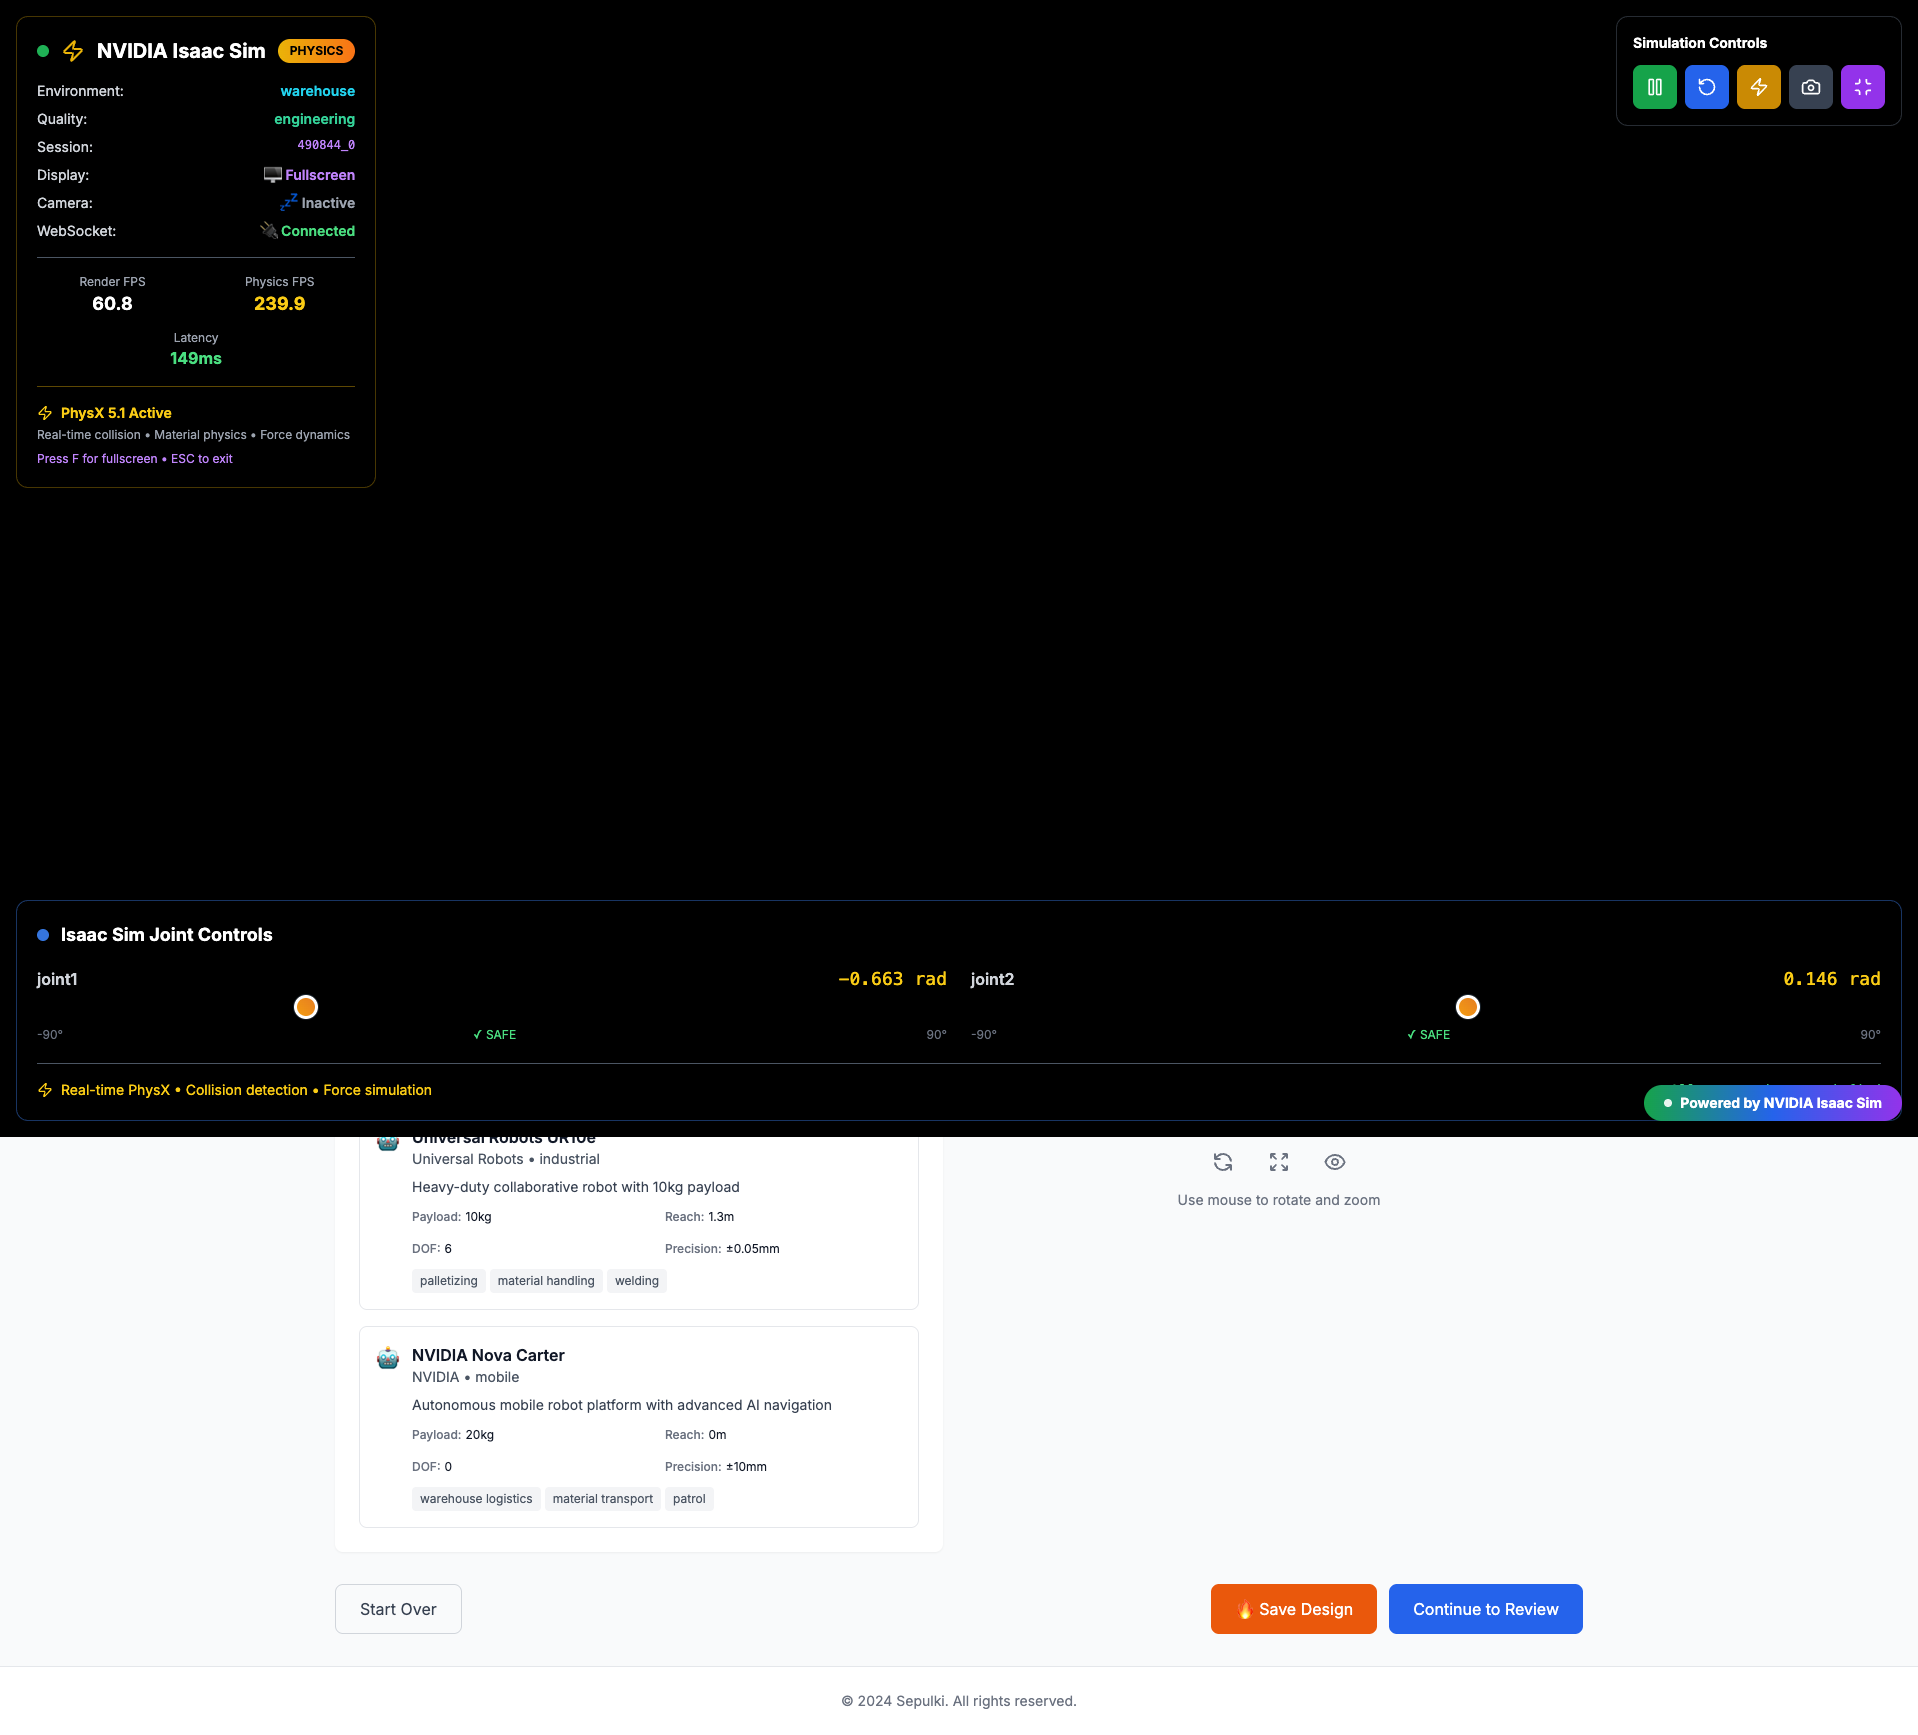 NVIDIA Isaac Sim PHYSICS
Environment: warehouse
Quality: engineering
Session: 490844_0
Display: Fullscreen
Camera: Inactive
WebSocket: Connected
Render FPS Physics FPS
60.8 239.9
Latency
149ms
PhysX 5.1 Active
Real-time collision • Material physics • Force dynamics
Press F for fullscreen • ESC to exit
Simulation Controls
Isaac Sim Joint Controls
joint1 -0.663 rad joint2 0.146 rad
-90° ✓ SAFE 90° -90° ✓ SAFE 90°
Real-time PhysX • Collision detection • Force simulation
Powered by NVIDIA Isaac Sim
Universal Robots UR10e
Universal Robots • industrial
Heavy-duty collaborative robot with 10kg payload
Payload: 10kg Reach: 1.3m
DOF: 6 Precision: ±0.05mm
palletizing material handling welding
Use mouse to rotate and zoom
NVIDIA Nova Carter
NVIDIA • mobile
Autonomous mobile robot platform with advanced AI navigation
Payload: 20kg Reach: 0m
DOF: 0 Precision: ±10mm
warehouse logistics material transport patrol
Start Over Save Design Continue to Review
© 2024 Sepulki. All rights reserved.